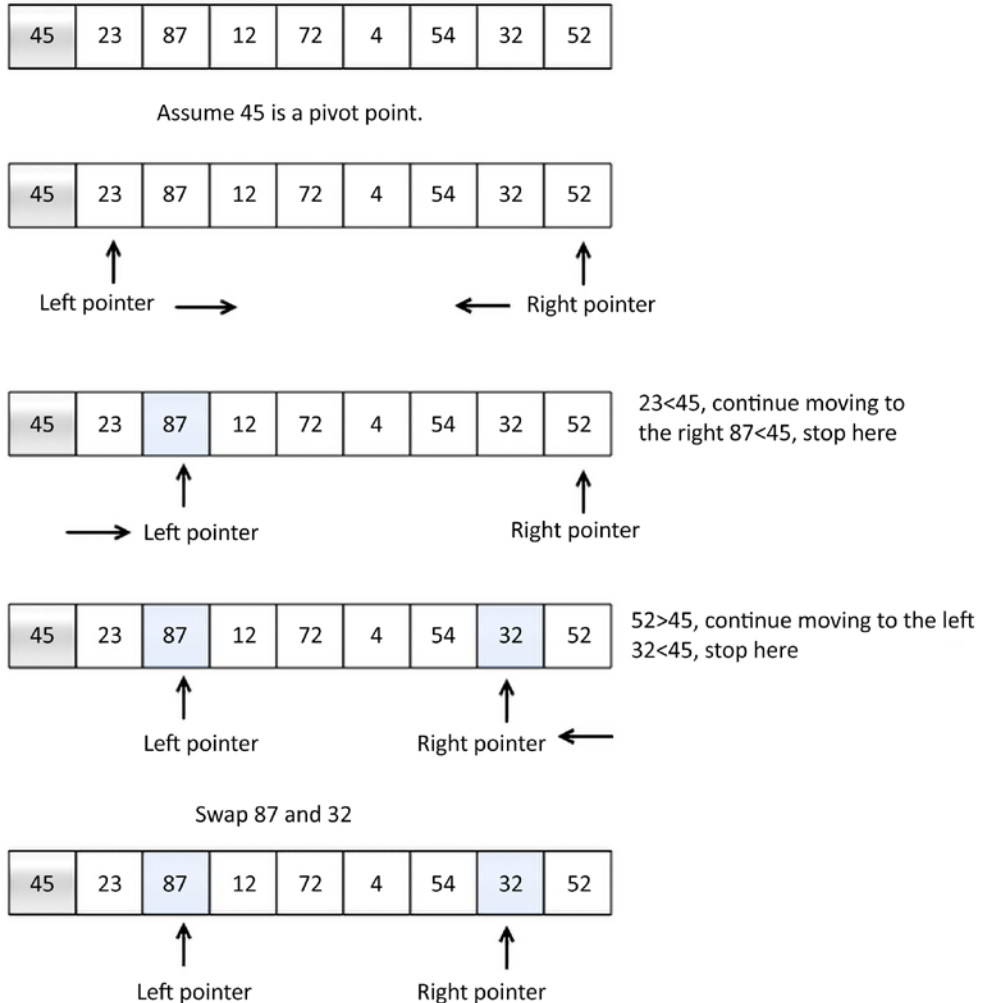 45 23 87 12 72 4 54 32 52
Assume 45 is a pivot point.
45 23 87 12 72 4 54 32 52
Left pointer Right pointer
45 23 87 12 72 4 54 32 52
23<45, continue moving to
the right 87<45, stop here
Left pointer Right pointer
45 23 87 12 72 4 54 32 52
52>45, continue moving to the left
32<45, stop here
Left pointer Right pointer
Swap 87 and 32
45 23 87 12 72 4 54 32 52
Left pointer Right pointer